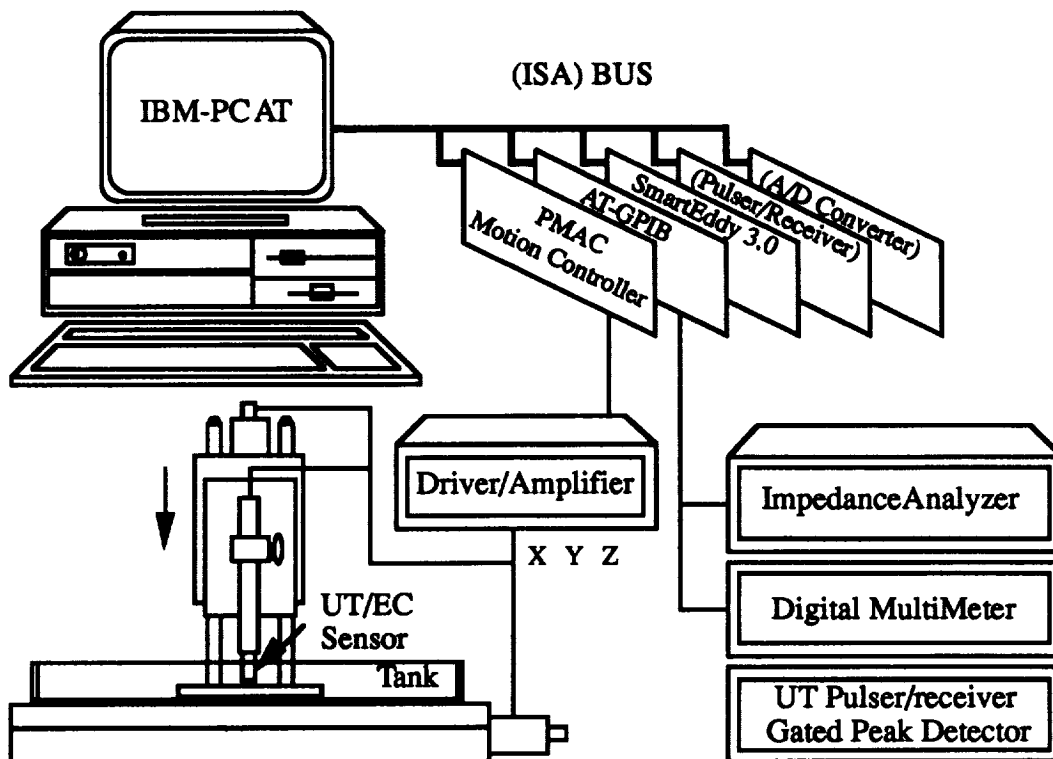 (ISA) BUS
IBM-PC AT
PMAC
Motion Controller
AT-GPIB
SmartEddy 3.0
(Pulser/Receiver)
(A/D Converter)
Driver/Amplifier
X Y Z
ImpedanceAnalyzer
Digital MultiMeter
UT Pulser/receiver
Gated Peak Detector
UT/EC
Sensor
Tank